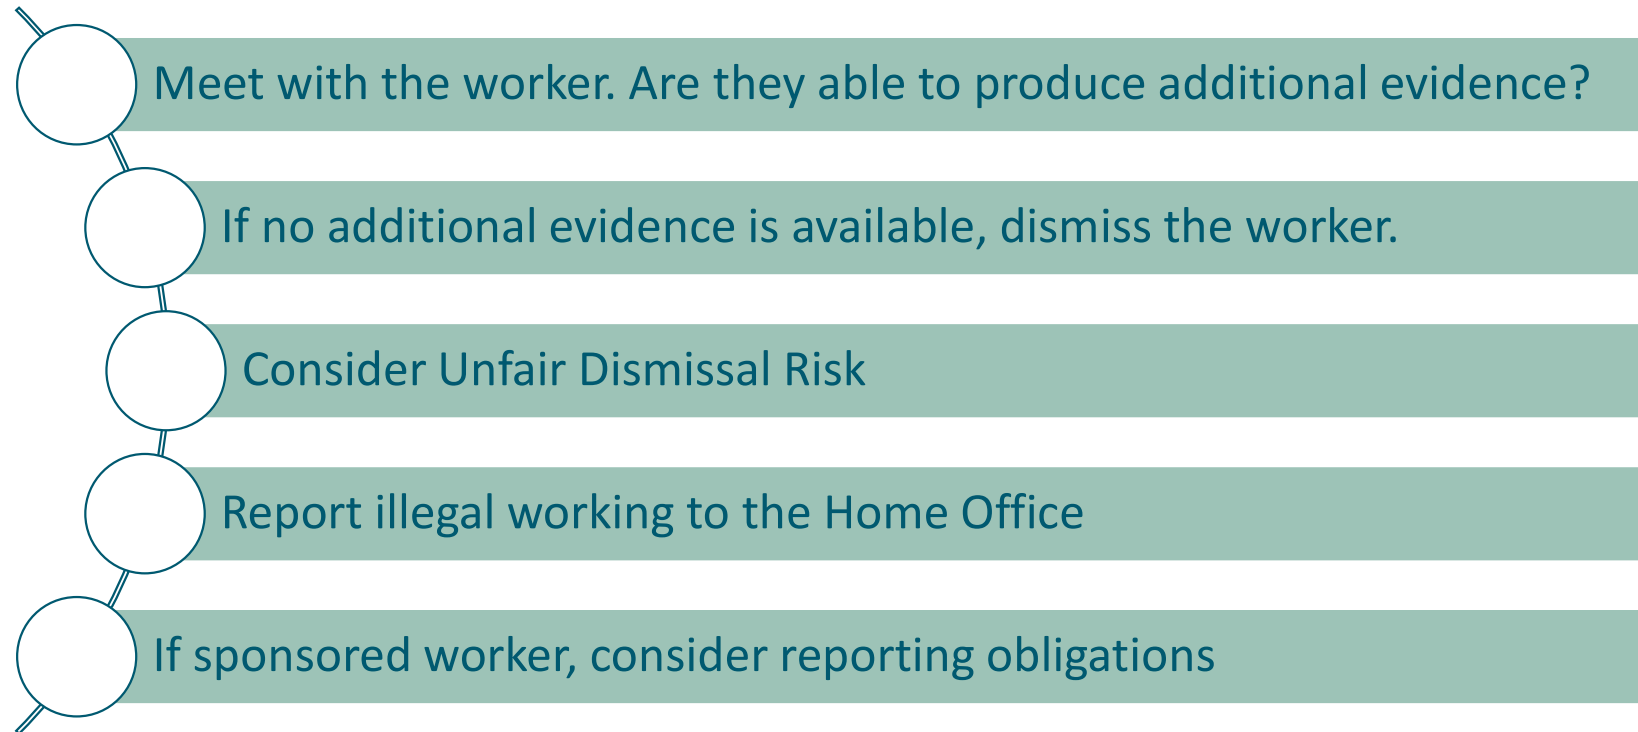 Meet with the worker. Are they able to produce additional evidence?
If no additional evidence is available, dismiss the worker.
Consider Unfair Dismissal Risk
Report illegal working to the Home Office
If sponsored worker, consider reporting obligations